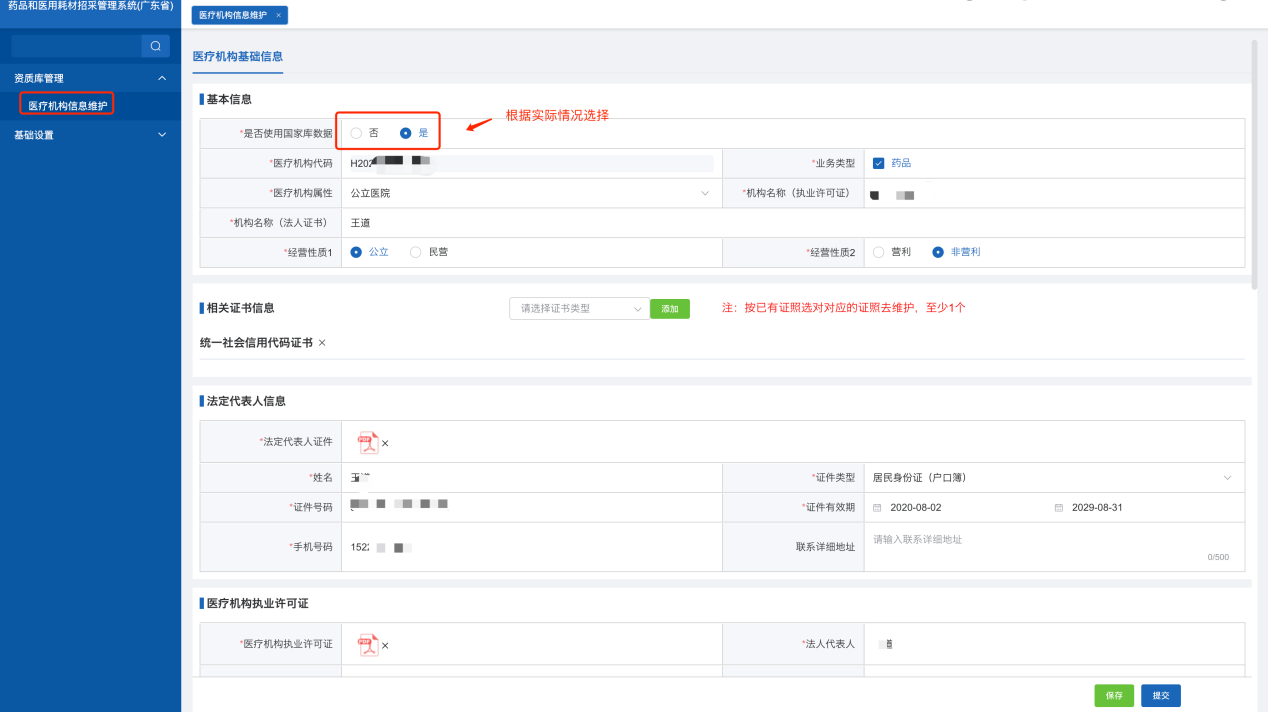 药品和医用耗材招采管理系统(广东省)
医疗机构信息维护 ×
资质库管理
医疗机构信息维护
基础设置
医疗机构基础信息
基本信息
根据实际情况选择
*是否使用国家库数据 否 是
*医疗机构代码 H202 *业务类型 药品
*医疗机构属性 公立医院 *机构名称（执业许可证）
*机构名称（法人证书） 王道
*经营性质1 公立 民营 *经营性质2 营利 非营利
相关证书信息 请选择证书类型 添加 注：按已有证照选对对应的证照去维护，至少1个
统一社会信用代码证书 ×
法定代表人信息
*法定代表人证件 PDF ×
*姓名 *证件类型 居民身份证（户口簿）
*证件号码 *证件有效期 2020-08-02 2029-08-31
*手机号码 152 联系详细地址 请输入联系详细地址
0/500
医疗机构执业许可证
*医疗机构执业许可证 PDF × *法人代表人 道
保存 提交